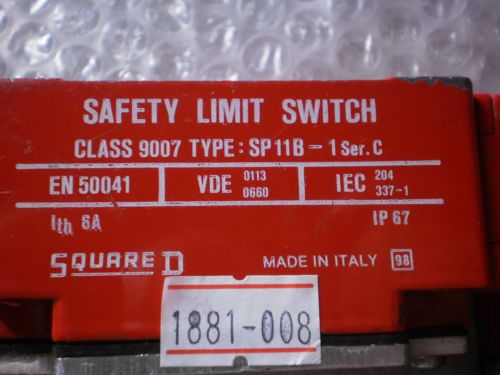 SAFETY LIMIT SWITCH
CLASS 9007 TYPE: SP11B-1 Ser. C
EN 50041 VDE 0113 0660 IEC 204 337-1
Ith 6A IP 67
SQUARE D MADE IN ITALY 98
1881-008